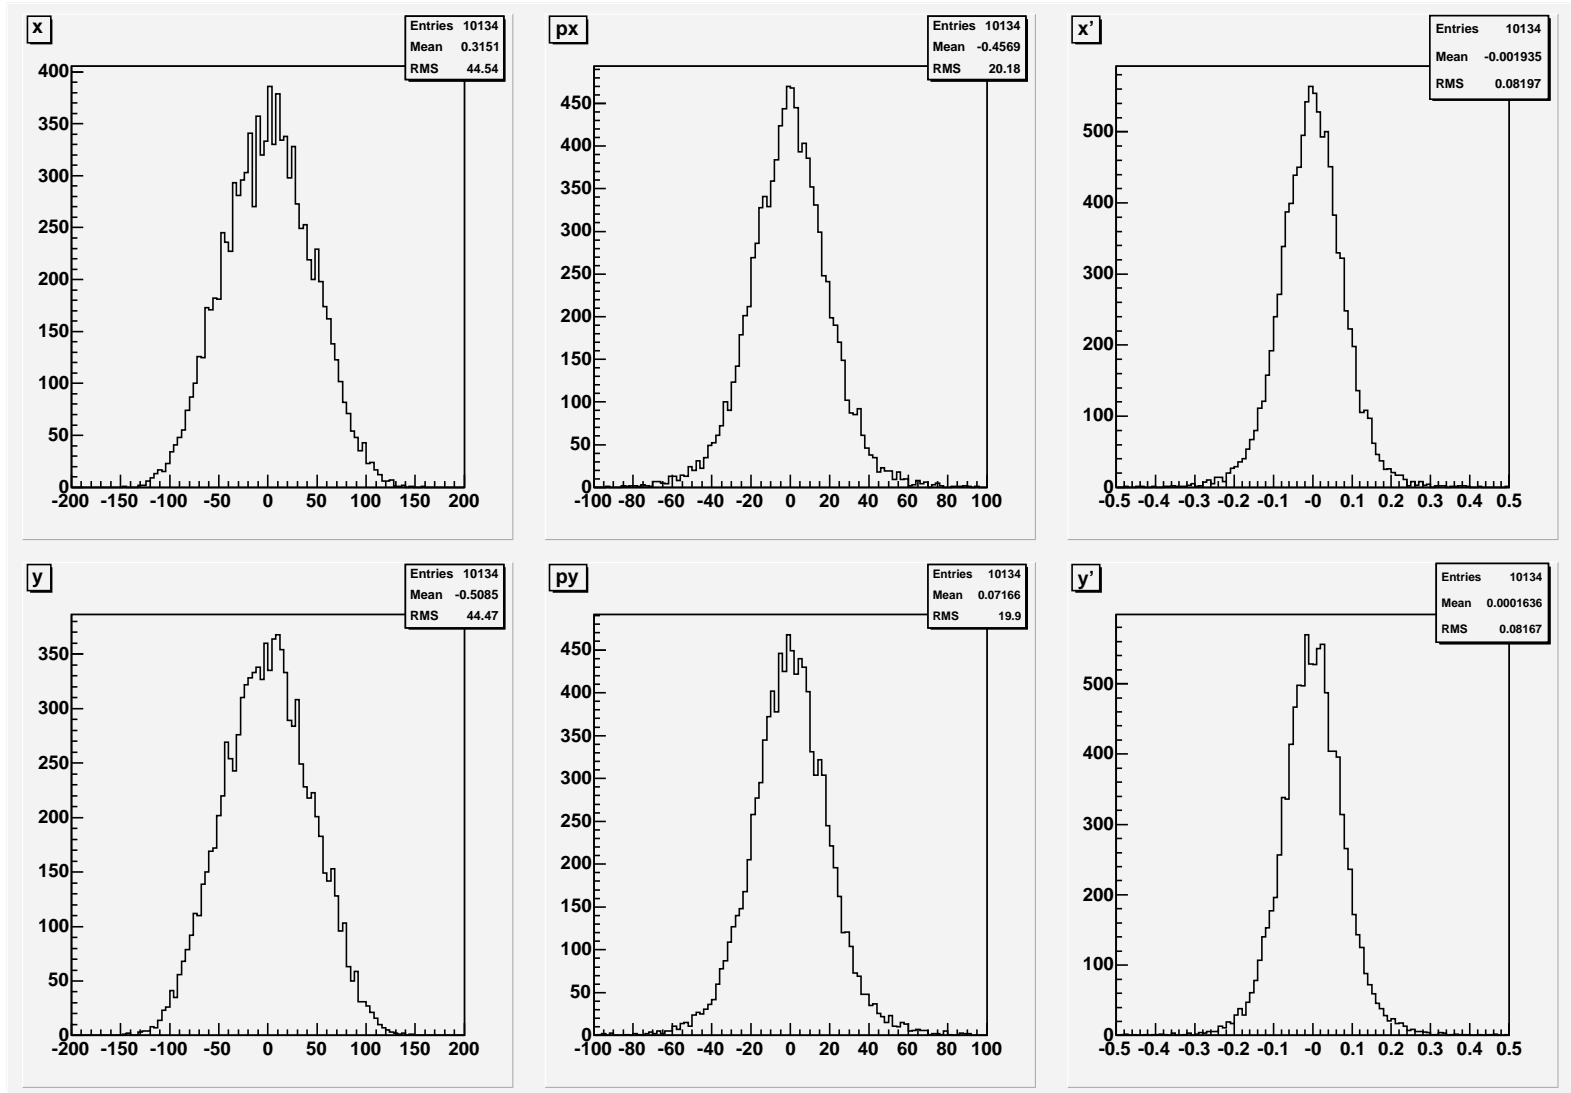 x
Entries 10134
Mean 0.3151
RMS 44.54
400
350
300
250
200
150
100
50
0
-200 -150 -100 -50 0 50 100 150 200
px
Entries 10134
Mean -0.4569
RMS 20.18
450
400
350
300
250
200
150
100
50
0
-100 -80 -60 -40 -20 0 20 40 60 80 100
x’
Entries 10134
Mean -0.001935
RMS 0.08197
500
400
300
200
100
0
-0.5 -0.4 -0.3 -0.2 -0.1 -0 0.1 0.2 0.3 0.4 0.5
y
Entries 10134
Mean -0.5085
RMS 44.47
350
300
250
200
150
100
50
0
-200 -150 -100 -50 0 50 100 150 200
py
Entries 10134
Mean 0.07166
RMS 19.9
450
400
350
300
250
200
150
100
50
0
-100 -80 -60 -40 -20 0 20 40 60 80 100
y’
Entries 10134
Mean 0.0001636
RMS 0.08167
500
400
300
200
100
0
-0.5 -0.4 -0.3 -0.2 -0.1 -0 0.1 0.2 0.3 0.4 0.5